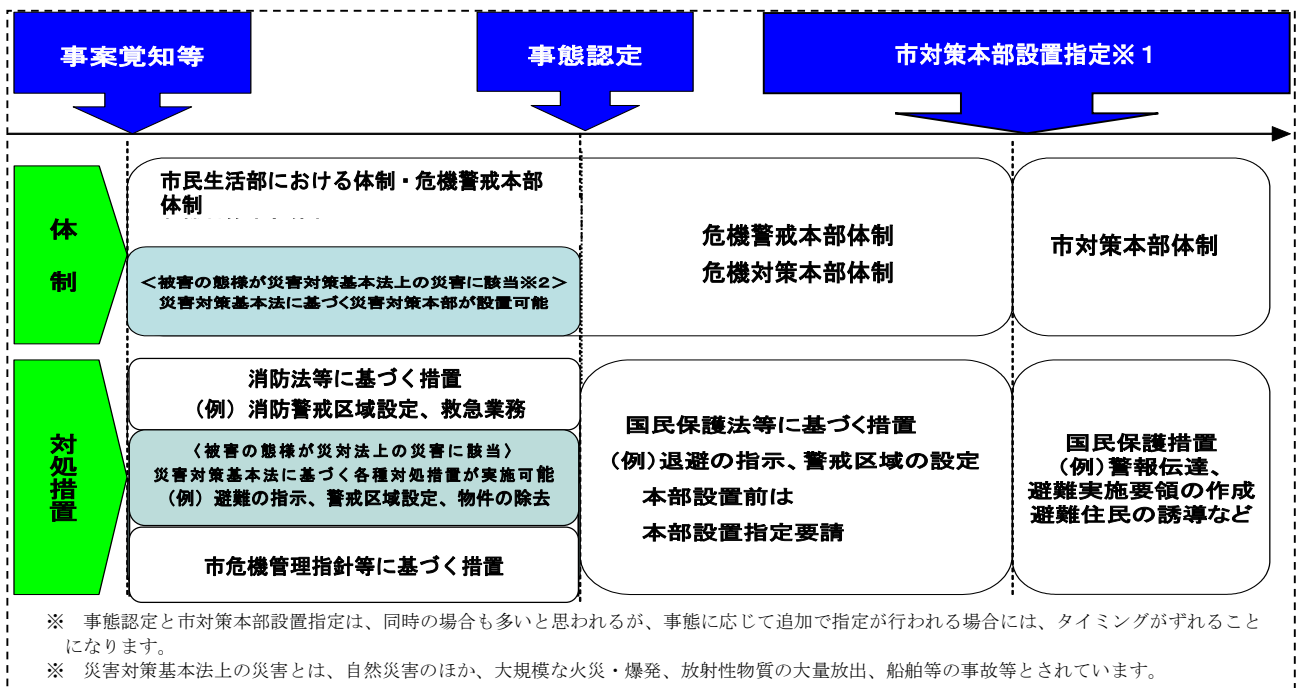 事案覚知等
事態認定
市対策本部設置指定※1
体
制
市民生活部における体制・危機警戒本部
体制
＜被害の態様が災害対策基本法上の災害に該当※2＞
災害対策基本法に基づく災害対策本部が設置可能
危機警戒本部体制
危機対策本部体制
市対策本部体制
対処措置
消防法等に基づく措置
（例）消防警戒区域設定、救急業務
〈被害の態様が災対法上の災害に該当〉
災害対策基本法に基づく各種対処措置が実施可能
（例）避難の指示、警戒区域設定、物件の除去
市危機管理指針等に基づく措置
国民保護法等に基づく措置
（例）退避の指示、警戒区域の設定
本部設置前は
本部設置指定要請
国民保護措置
（例）警報伝達、
避難実施要領の作成
避難住民の誘導など
※　事態認定と市対策本部設置指定は、同時の場合も多いと思われるが、事態に応じて追加で指定が行われる場合には、タイミングがずれること
になります。
※　災害対策基本法上の災害とは、自然災害のほか、大規模な火災・爆発、放射性物質の大量放出、船舶等の事故等とされています。